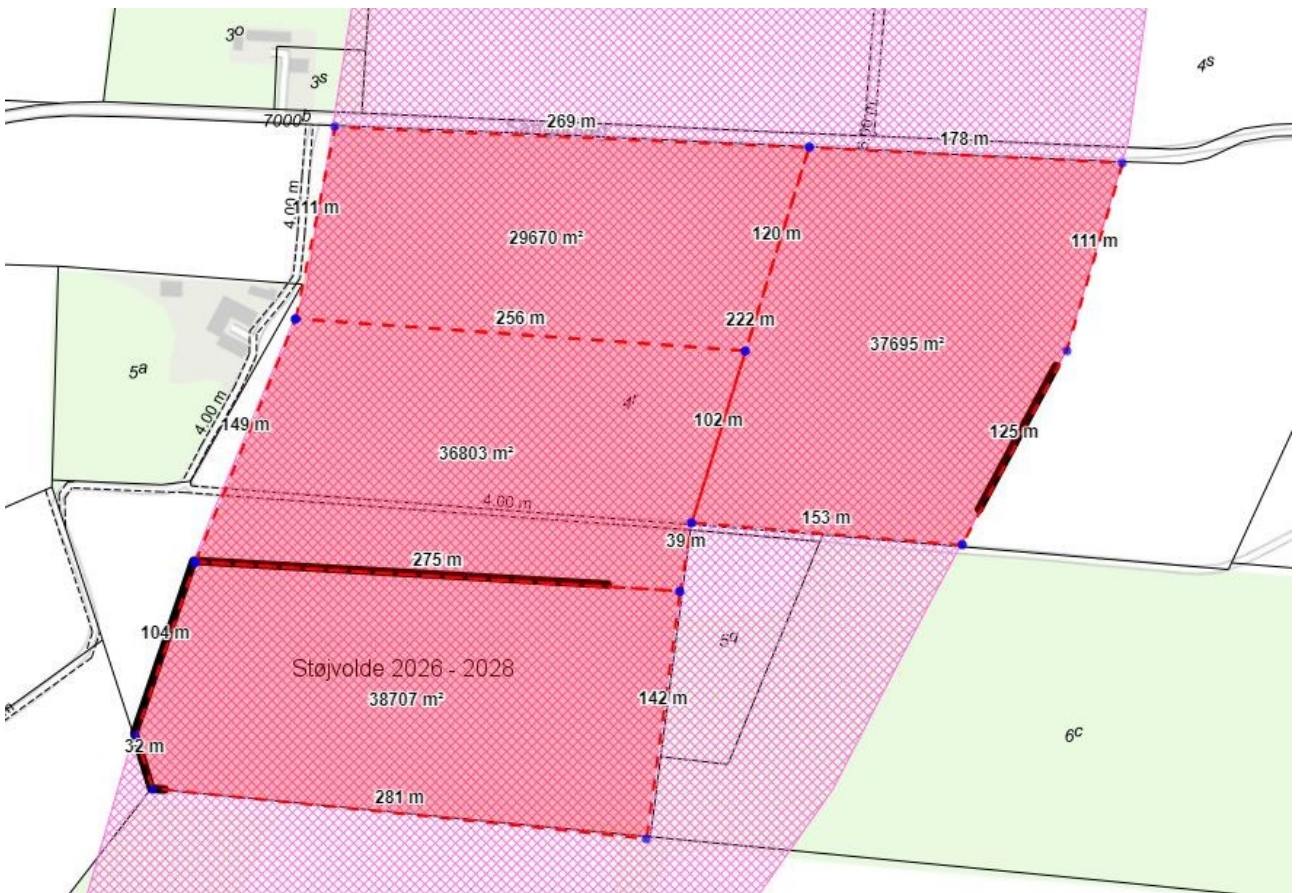 3o
4s
3s
7000b
269 m
6.00 m
178 m
4.00 m
111 m
29670 m²
120 m
111 m
256 m
222 m
37695 m²
5a
4.00 m
149 m
102 m
125 m
36803 m²
4.00 m
153 m
39 m
275 m
104 m
Støjvolde 2026 - 2028
38707 m²
142 m
6c
32 m
281 m